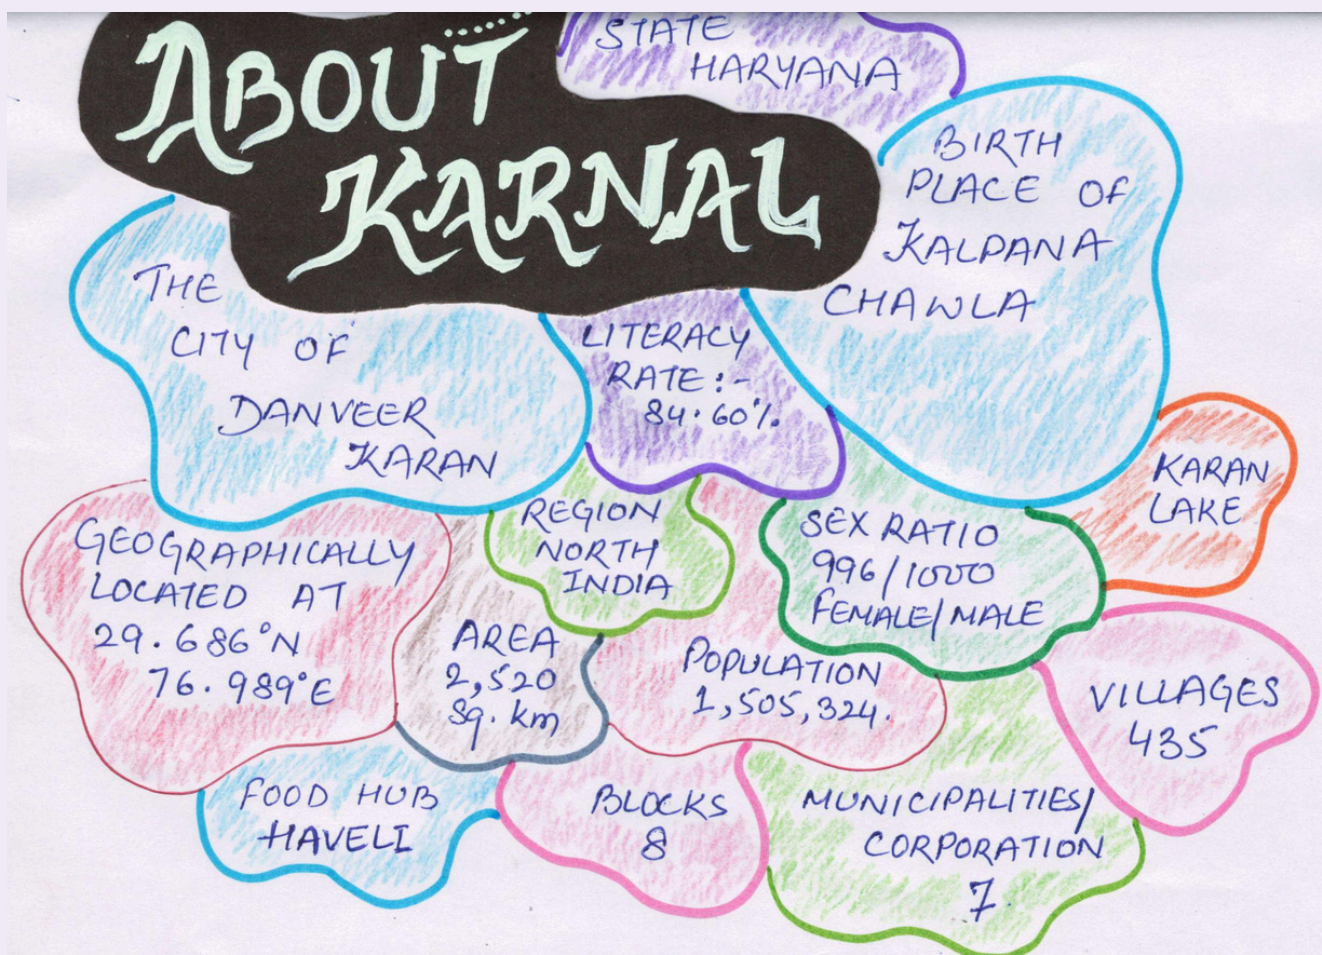 ABOUT
KARNAL
STATE
HARYANA
BIRTH
PLACE OF
KALPANA
CHAWLA
THE
CITY OF
DANVEER
KARAN
LITERACY
RATE:-
84.60%
KARAN
LAKE
GEOGRAPHICALLY
LOCATED AT
29.686°N
76.989°E
REGION
NORTH
INDIA
SEX RATIO
996/1000
FEMALE/MALE
AREA
2,520
Sq. km
POPULATION
1,505,324.
VILLAGES
435
FOOD HUB
HAVELI
BLOCKS
8
MUNICIPALITIES/
CORPORATION
7